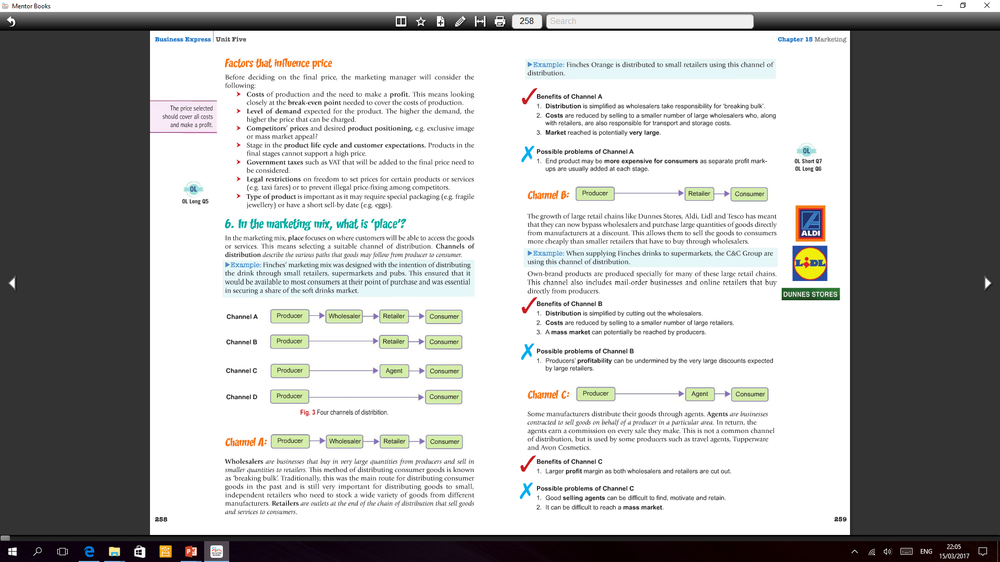 Mentor Books
258
Search
Business Express Unit Five
Factors that influence price
Before deciding on the final price, the marketing manager will consider the
following:
➤ Costs of production and the need to make a profit. This means looking
closely at the break-even point needed to cover the costs of production.
➤ Level of demand expected for the product. The higher the demand, the
higher the price that can be charged.
➤ Competitors' prices and desired product positioning, e.g. exclusive image
or mass market appeal?
➤ Stage in the product life cycle and customer expectations. Products in the
final stages cannot support a high price.
➤ Government taxes such as VAT that will be added to the final price need to
be considered.
➤ Legal restrictions on freedom to set prices for certain products or services
(e.g. taxi fares) or to prevent illegal price-fixing among competitors.
➤ Type of product is important as it may require special packaging (e.g. fragile
jewellery) or have a short sell-by date (e.g. eggs).
The price selected
should cover all costs
and make a profit.
OL
OL Long Q5
6. In the marketing mix, what is 'place'?
In the marketing mix, place focuses on where customers will be able to access the goods
or services. This means selecting a suitable channel of distribution. Channels of
distribution describe the various paths that goods may follow from producer to consumer.
▶Example: Finches' marketing mix was designed with the intention of distributing
the drink through small retailers, supermarkets and pubs. This ensured that it
would be available to most consumers at their point of purchase and was essential
in securing a share of the soft drinks market.
Channel A Producer Wholesaler Retailer Consumer
Channel B Producer Retailer Consumer
Channel C Producer Agent Consumer
Channel D Producer Consumer
Fig. 3 Four channels of distribition.
Channel A: Producer Wholesaler Retailer Consumer
Wholesalers are businesses that buy in very large quantities from producers and sell in
smaller quantities to retailers. This method of distributing consumer goods is known
as 'breaking bulk'. Traditionally, this was the main route for distributing consumer
goods in the past and is still very important for distributing goods to small,
independent retailers who need to stock a wide variety of goods from different
manufacturers. Retailers are outlets at the end of the chain of distribution that sell goods
and services to consumers.
258
Chapter 15 Marketing
▶Example: Finches Orange is distributed to small retailers using this channel of
distribution.
Benefits of Channel A
1. Distribution is simplified as wholesalers take responsibility for 'breaking bulk'.
2. Costs are reduced by selling to a smaller number of large wholesalers who, along
with retailers, are also responsible for transport and storage costs.
3. Market reached is potentially very large.
Possible problems of Channel A
1. End product may be more expensive for consumers as separate profit mark-
ups are usually added at each stage.
OL
OL Short Q7
OL Long Q6
Channel B: Producer Retailer Consumer
The growth of large retail chains like Dunnes Stores, Aldi, Lidl and Tesco has meant
that they can now bypass wholesalers and purchase large quantities of goods directly
from manufacturers at a discount. This allows them to sell the goods to consumers
more cheaply than smaller retailers that have to buy through wholesalers.
▶Example: When supplying Finches drinks to supermarkets, the C&C Group are
using this channel of distribution.
Own-brand products are produced specially for many of these large retail chains.
This channel also includes mail-order businesses and online retailers that buy
directly from producers.
ALDI
LIDL
DUNNES STORES
Benefits of Channel B
1. Distribution is simplified by cutting out the wholesalers.
2. Costs are reduced by selling to a smaller number of large retailers.
3. A mass market can potentially be reached by producers.
Possible problems of Channel B
1. Producers' profitability can be undermined by the very large discounts expected
by large retailers.
Channel C: Producer Agent Consumer
Some manufacturers distribute their goods through agents. Agents are businesses
contracted to sell goods on behalf of a producer in a particular area. In return, the
agents earn a commission on every sale they make. This is not a common channel
of distribution, but is used by some producers such as travel agents, Tupperware
and Avon Cosmetics.
Benefits of Channel C
1. Larger profit margin as both wholesalers and retailers are cut out.
Possible problems of Channel C
1. Good selling agents can be difficult to find, motivate and retain.
2. It can be difficult to reach a mass market.
259
MENTOR
BOOKS
ENG
22:05
15/03/2017